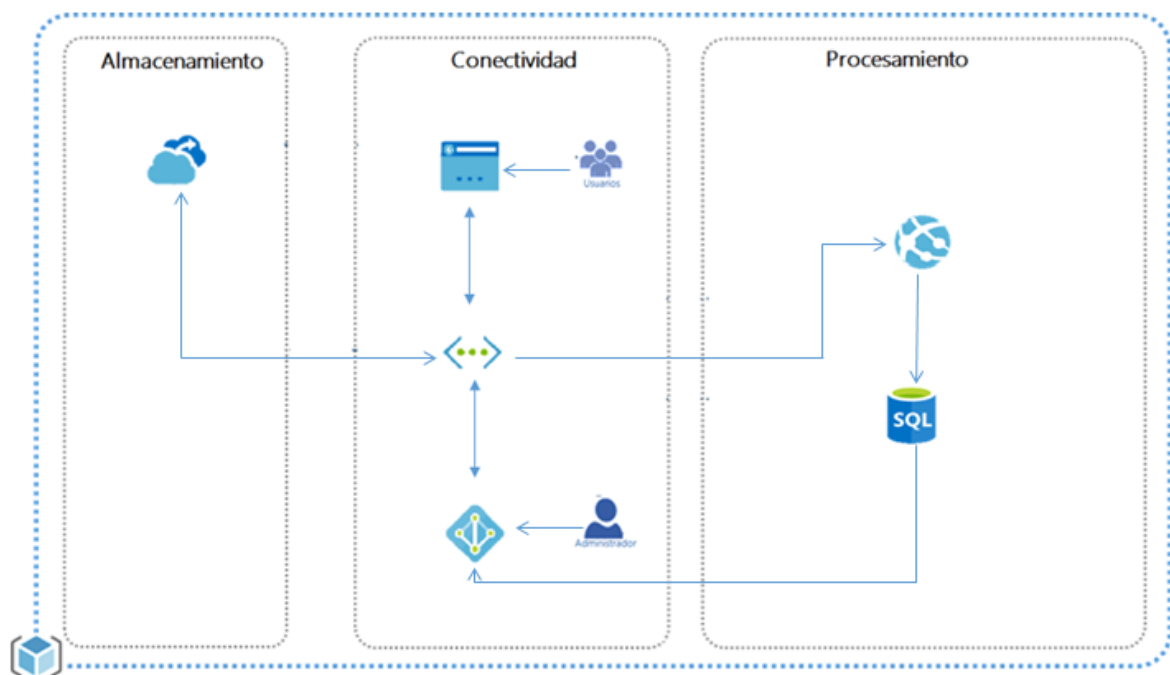 Almacenamiento
Conectividad
Procesamiento
Usuarios
SQL
Administrador